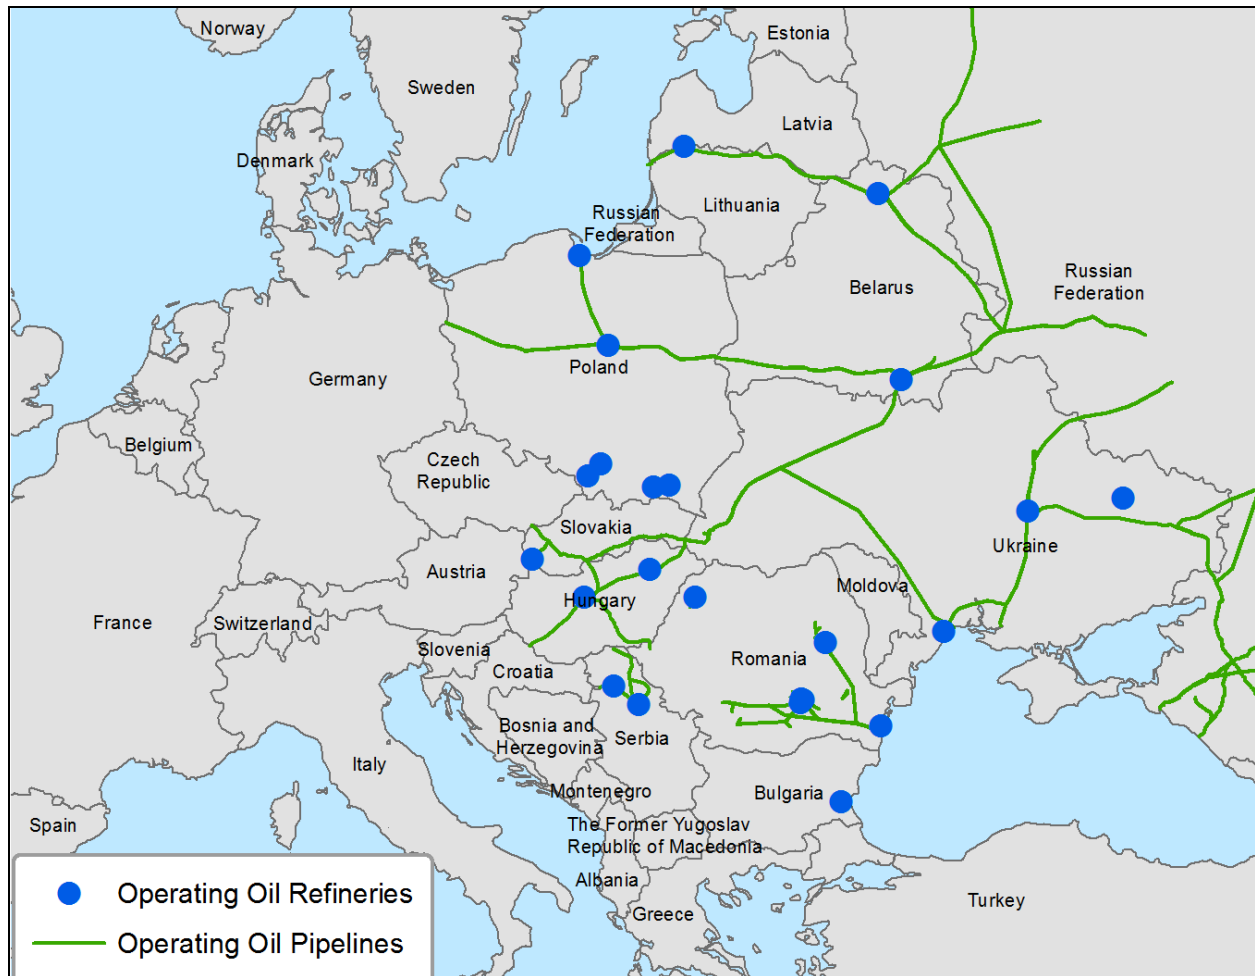 Norway
Estonia
Sweden
Latvia
Denmark
Lithuania
Russian
Federation
Russian
Federation
Belarus
Poland
Germany
Belgium
Czech
Republic
Slovakia
Ukraine
Austria
Moldova
Hungary
France
Switzerland
Slovenia
Romania
Croatia
Bosnia and
Herzegovina
Serbia
Italy
Montenegro
Bulgaria
Spain
The Former Yugoslav
Republic of Macedonia
Albania
Turkey
Greece
Operating Oil Refineries
Operating Oil Pipelines